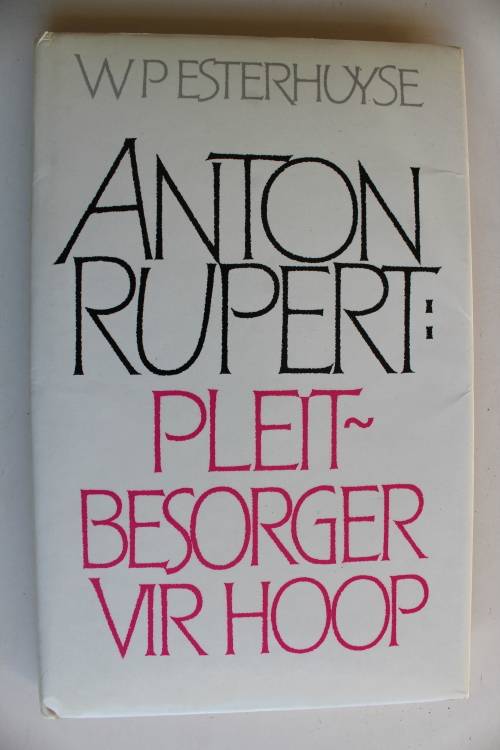 W P ESTERHUYSE
ANTON
RUPERT:
PLEIT~
BESORGER
VIR HOOP